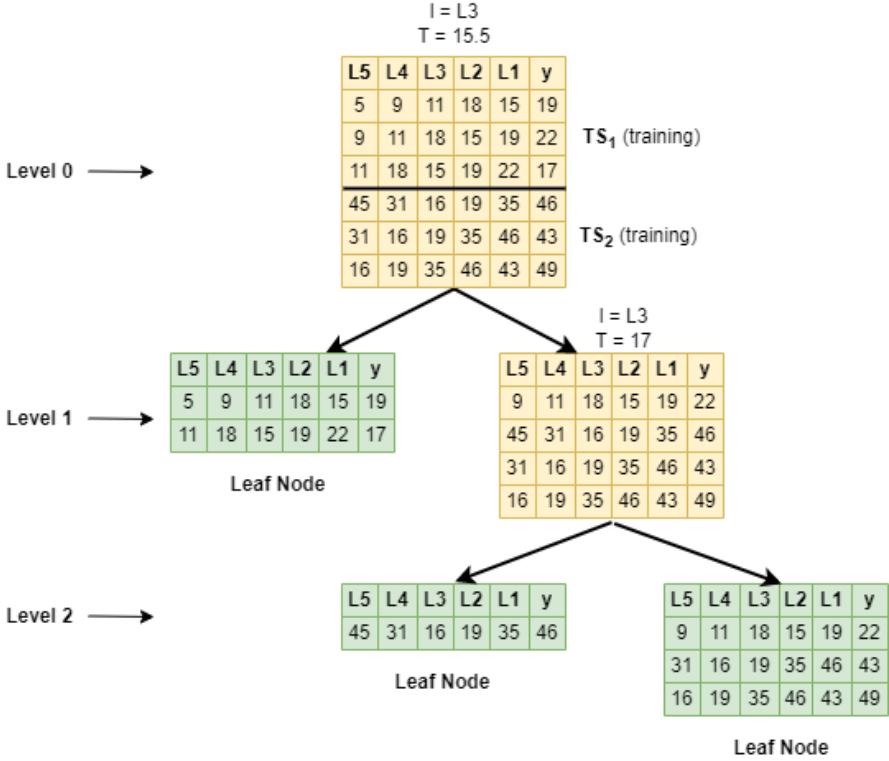 I = L3
T = 15.5
L5 L4 L3 L2 L1 y
5 9 11 18 15 19
9 11 18 15 19 22
TS1 (training)
Level 0
11 18 15 19 22 17
45 31 16 19 35 46
31 16 19 35 46 43
TS2 (training)
16 19 35 46 43 49
I = L3
T = 17
Level 1
L5 L4 L3 L2 L1 y
5 9 11 18 15 19
11 18 15 19 22 17
Leaf Node
L5 L4 L3 L2 L1 y
9 11 18 15 19 22
45 31 16 19 35 46
31 16 19 35 46 43
16 19 35 46 43 49
Level 2
L5 L4 L3 L2 L1 y
45 31 16 19 35 46
Leaf Node
L5 L4 L3 L2 L1 y
9 11 18 15 19 22
31 16 19 35 46 43
16 19 35 46 43 49
Leaf Node